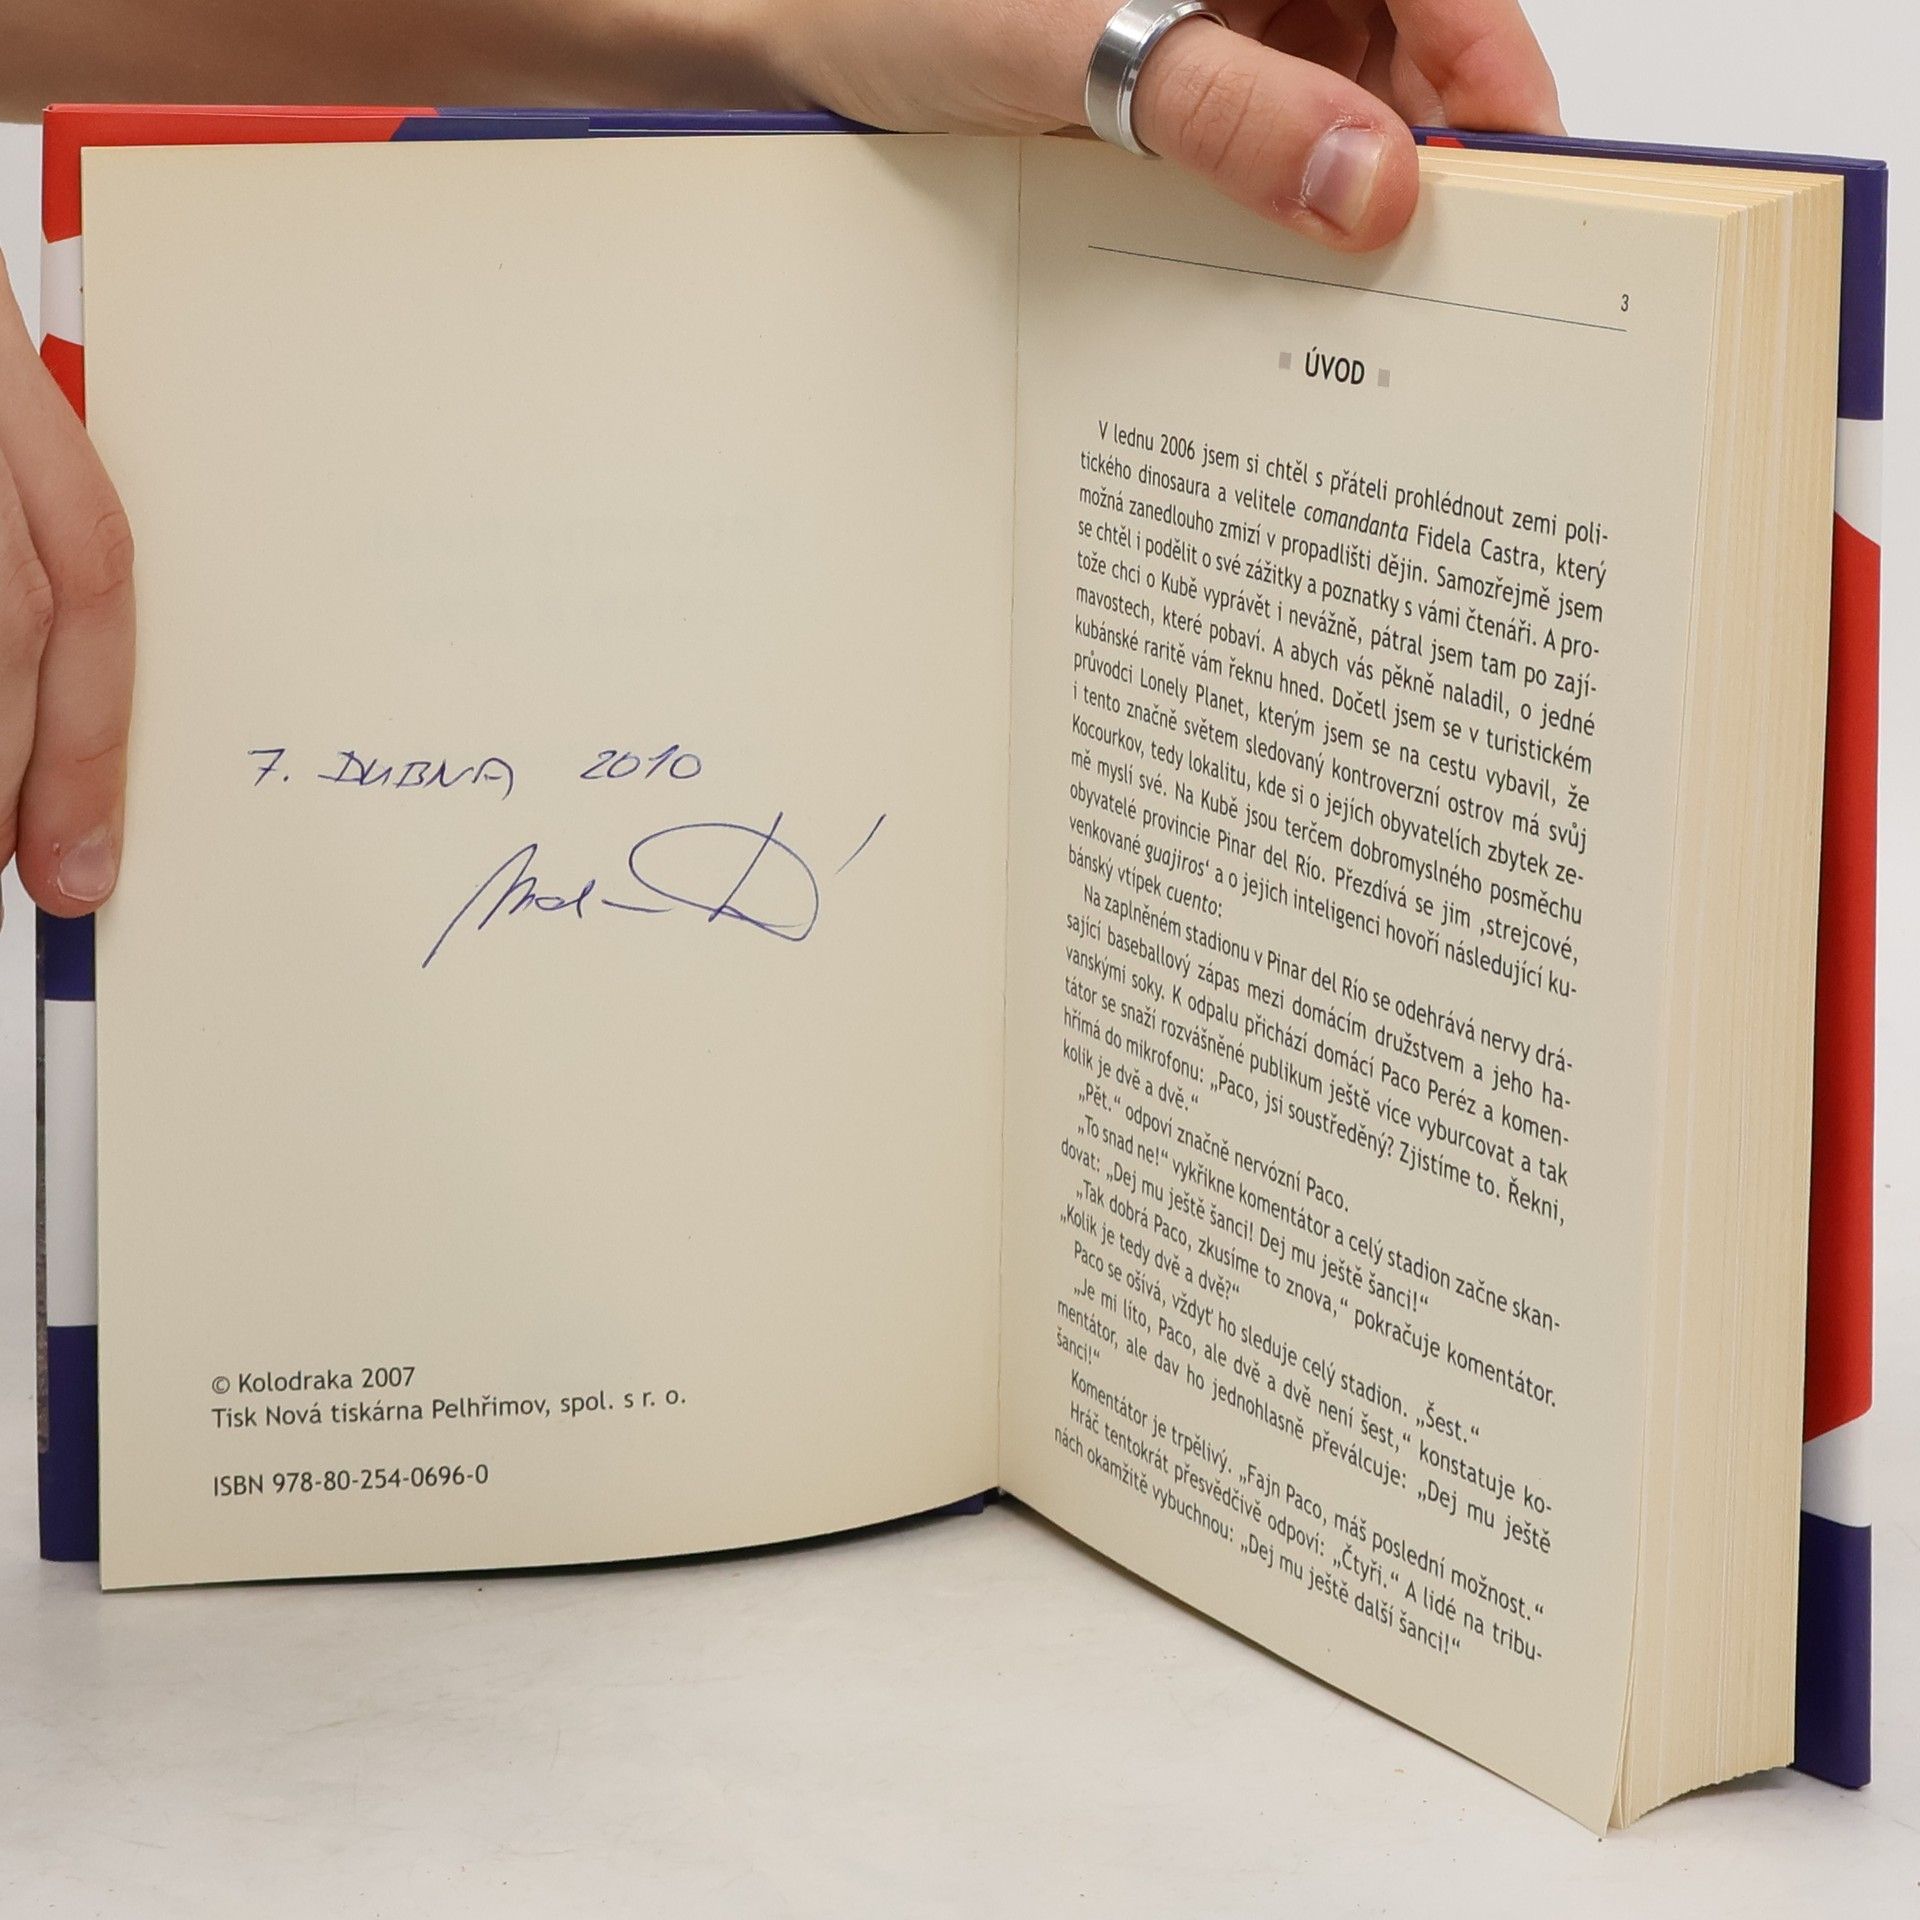 7. DUBNA 2010
© Kolodraka 2007
Tisk Nová tiskárna Pelhřimov, spol. s r. o.
ISBN 978-80-254-0696-0
3
ÚVOD
V lednu 2006 jsem si chtěl s přáteli prohlédnout zemi poli-
tického dinosaura a velitele comandanta Fidela Castra, který
možná zanedlouho zmizí v propadlišti dějin. Samozřejmě jsem
se chtěl i podělit o své zážitky a poznatky s vámi čtenáři. A pro-
tože chci o Kubě vyprávět i nevážně, pátral jsem tam po zají-
mavostech, které pobaví. A abych vás pěkně naladil, o jedné
kubánské raritě vám řeknu hned. Dočetl jsem se v turistickém
průvodci Lonely Planet, kterým jsem se na cestu vybavil, že
i tento značně světem sledovaný kontroverzní ostrov má svůj
Kocourkov, tedy lokalitu, kde si o jejích obyvatelích zbytek ze-
mě myslí své. Na Kubě jsou terčem dobromyslného posměchu
obyvatelé provincie Pinar del Río. Přezdívá se jim ‚strejcové,
venkované guajiros‘ a o jejich inteligenci hovoří následující ku-
bánský vtípek cuento:
Na zaplněném stadionu v Pinar del Río se odehrává nervy drá-
sající baseballový zápas mezi domácím družstvem a jeho ha-
vanskými soky. K odpalu přichází domácí Paco Peréz a komen-
tátor se snaží rozvášněné publikum ještě více vyburcovat a tak
hřímá do mikrofonu: „Paco, jsi soustředěný? Zjistíme to. Řekni,
kolik je dvě a dvě.“
„Pět.“ odpoví značně nervózní Paco.
„To snad ne!“ vykřikne komentátor a celý stadion začne skan-
dovat: „Dej mu ještě šanci! Dej mu ještě šanci!“
„Tak dobrá Paco, zkusíme to znova,“ pokračuje komentátor.
„Kolik je tedy dvě a dvě?“
Paco se ošívá, vždyť ho sleduje celý stadion. „Šest.“
„Je mi líto, Paco, ale dvě a dvě není šest,“ konstatuje ko-
mentátor, ale dav ho jednohlasně převálcuje: „Dej mu ještě
šanci!“
Komentátor je trpělivý. „Fajn Paco, máš poslední možnost.“
Hráč tentokrát přesvědčivě odpoví: „Čtyři.“ A lidé na tribu-
nách okamžitě vybuchnou: „Dej mu ještě další šanci!“